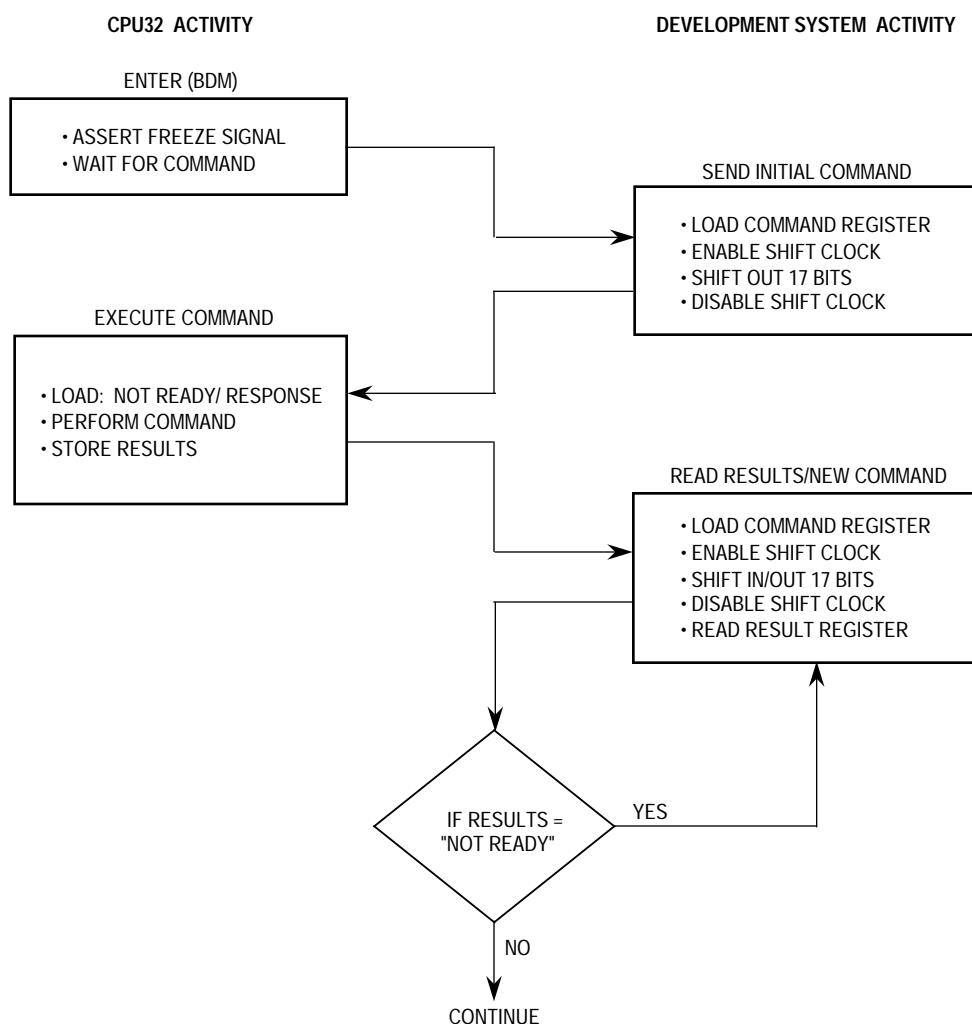 CPU32 ACTIVITY
DEVELOPMENT SYSTEM ACTIVITY
ENTER (BDM)
• ASSERT FREEZE SIGNAL
• WAIT FOR COMMAND
SEND INITIAL COMMAND
• LOAD COMMAND REGISTER
• ENABLE SHIFT CLOCK
• SHIFT OUT 17 BITS
• DISABLE SHIFT CLOCK
EXECUTE COMMAND
• LOAD: NOT READY/ RESPONSE
• PERFORM COMMAND
• STORE RESULTS
READ RESULTS/NEW COMMAND
• LOAD COMMAND REGISTER
• ENABLE SHIFT CLOCK
• SHIFT IN/OUT 17 BITS
• DISABLE SHIFT CLOCK
• READ RESULT REGISTER
IF RESULTS =
"NOT READY"
YES
NO
CONTINUE